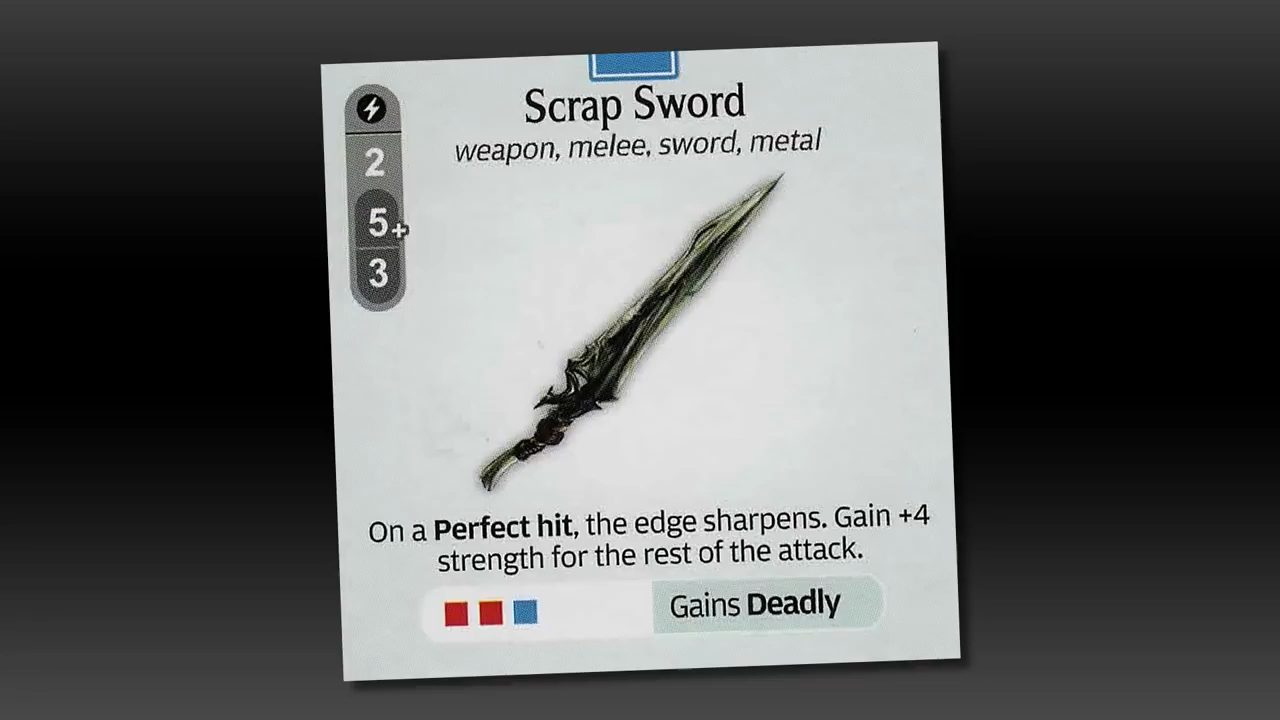 Scrap Sword
weapon, melee, sword, metal
2
5+
3
On a Perfect hit, the edge sharpens. Gain +4
strength for the rest of the attack.
Gains Deadly